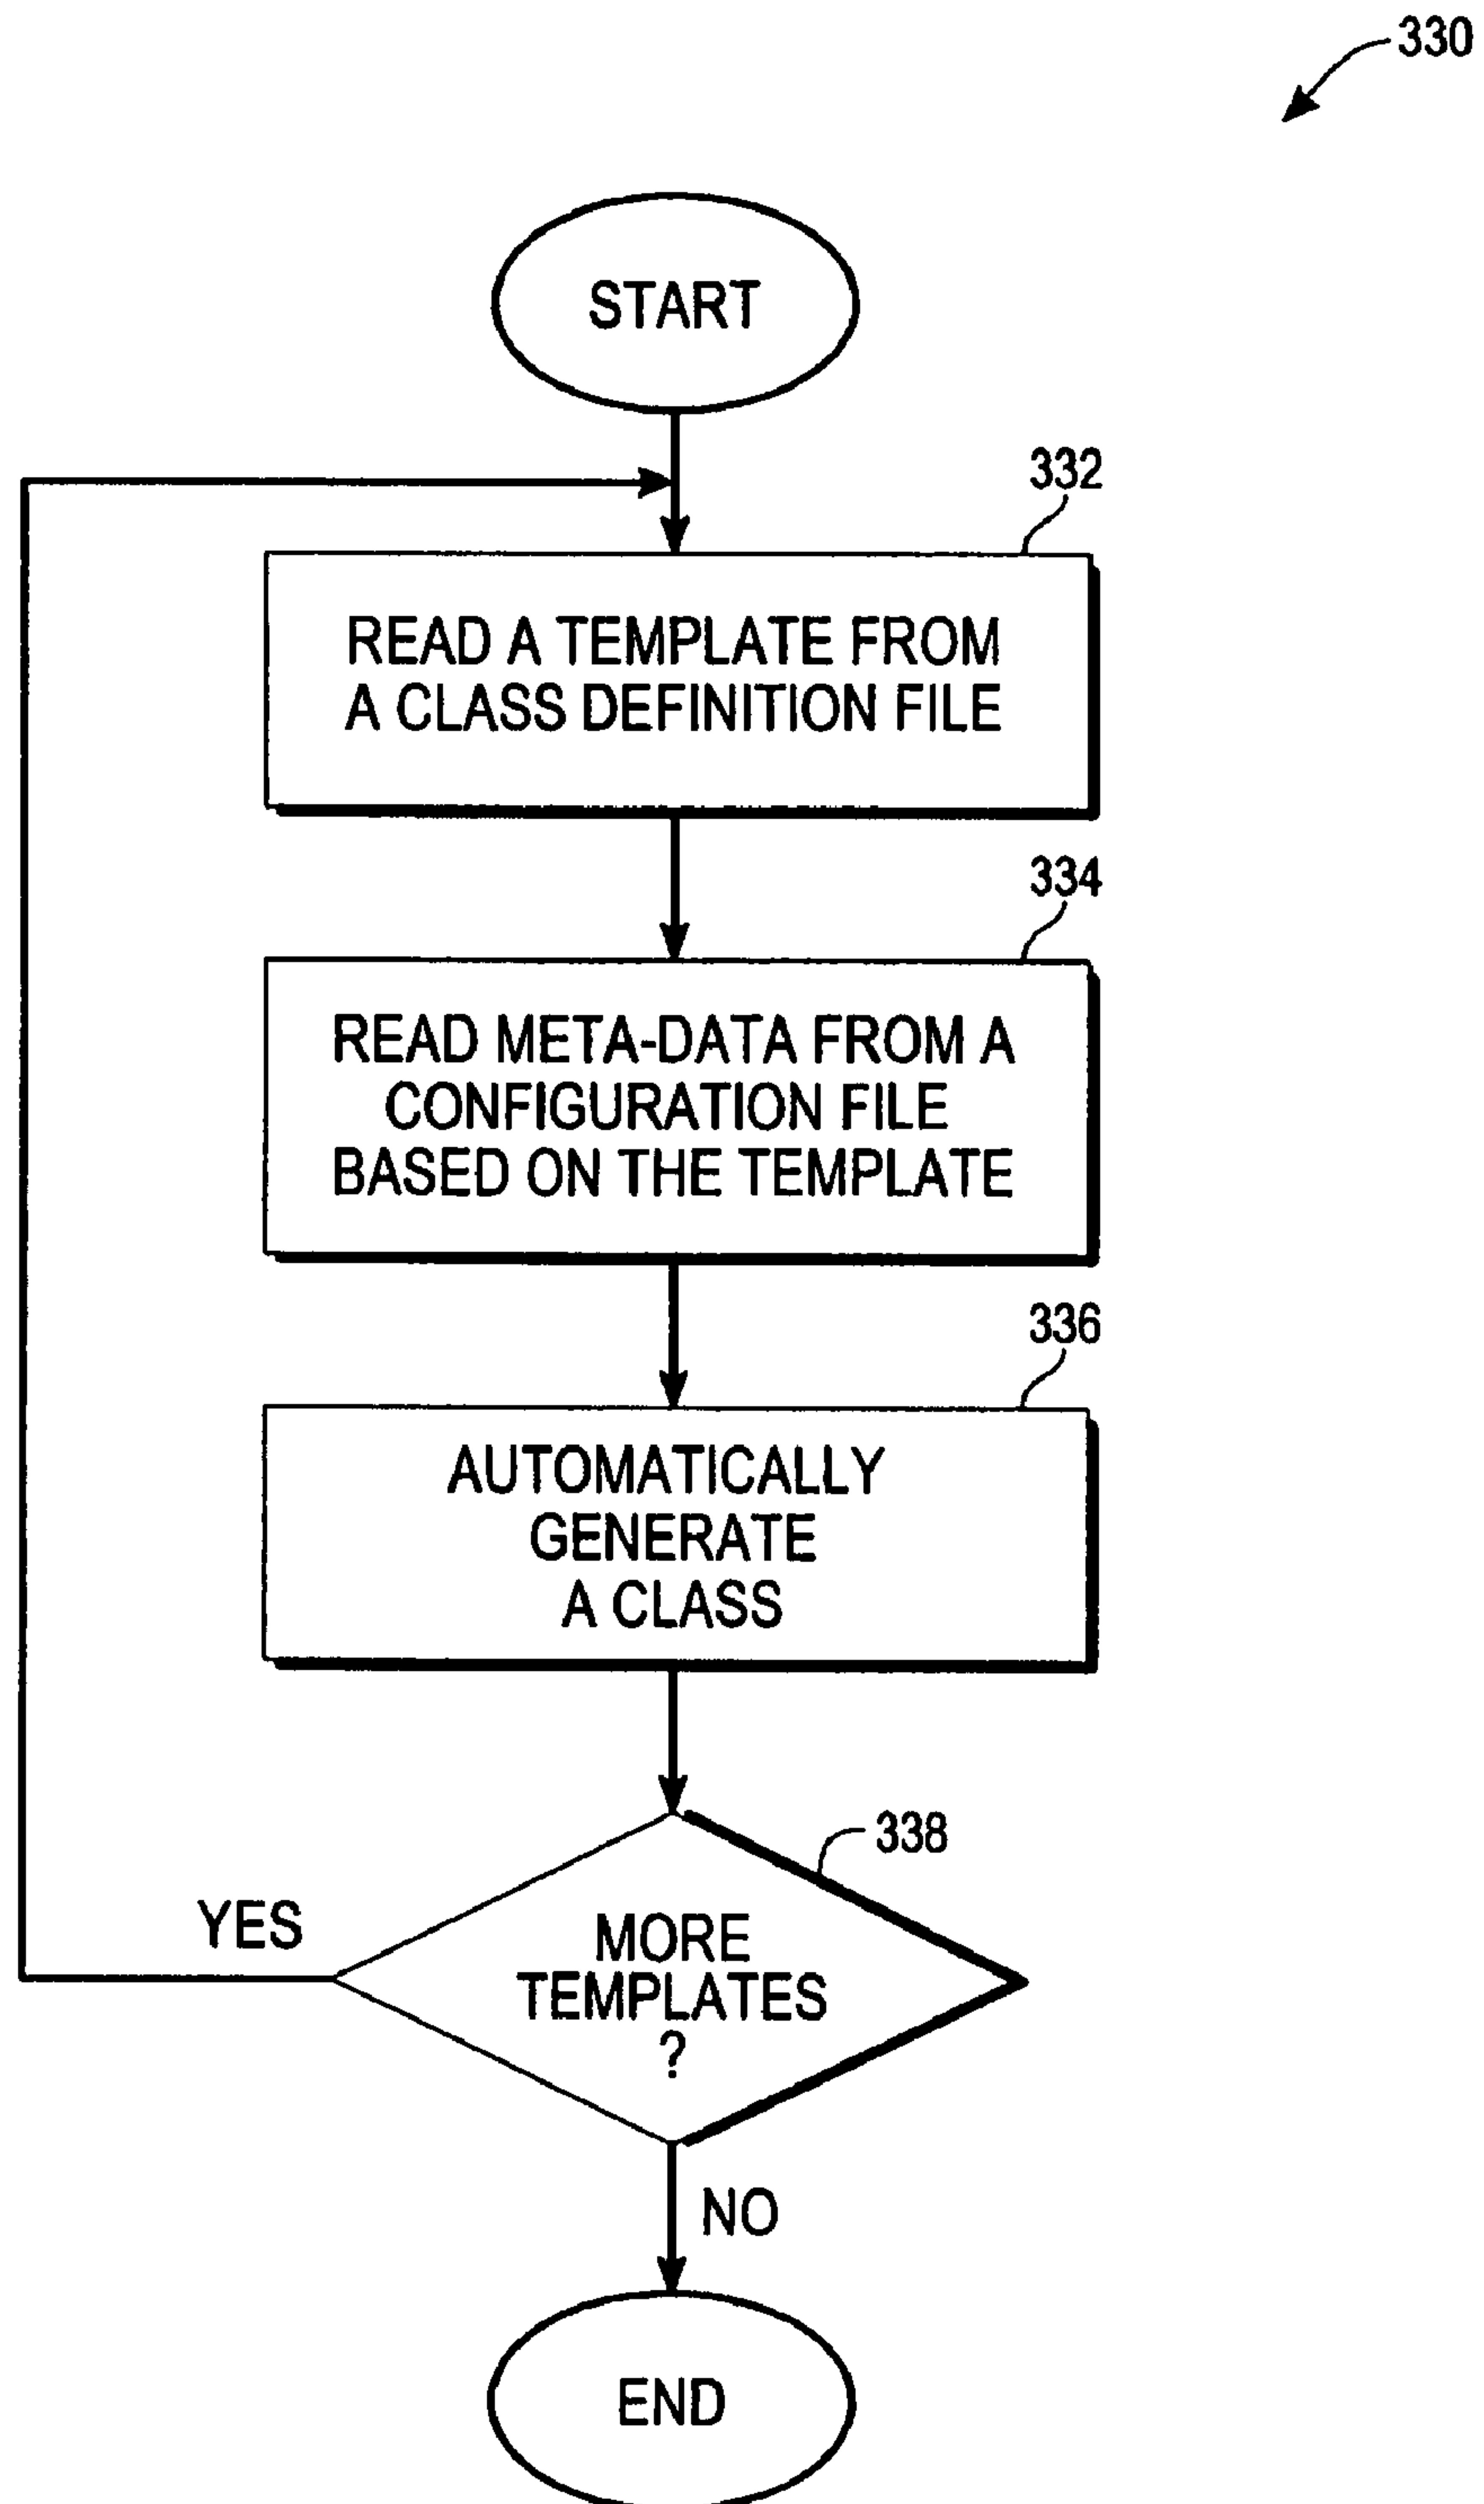 330
START
332
READ A TEMPLATE FROM
A CLASS DEFINITION FILE
334
READ META-DATA FROM A
CONFIGURATION FILE
BASED ON THE TEMPLATE
336
AUTOMATICALLY
GENERATE
A CLASS
338
YES
MORE
TEMPLATES
?
NO
END